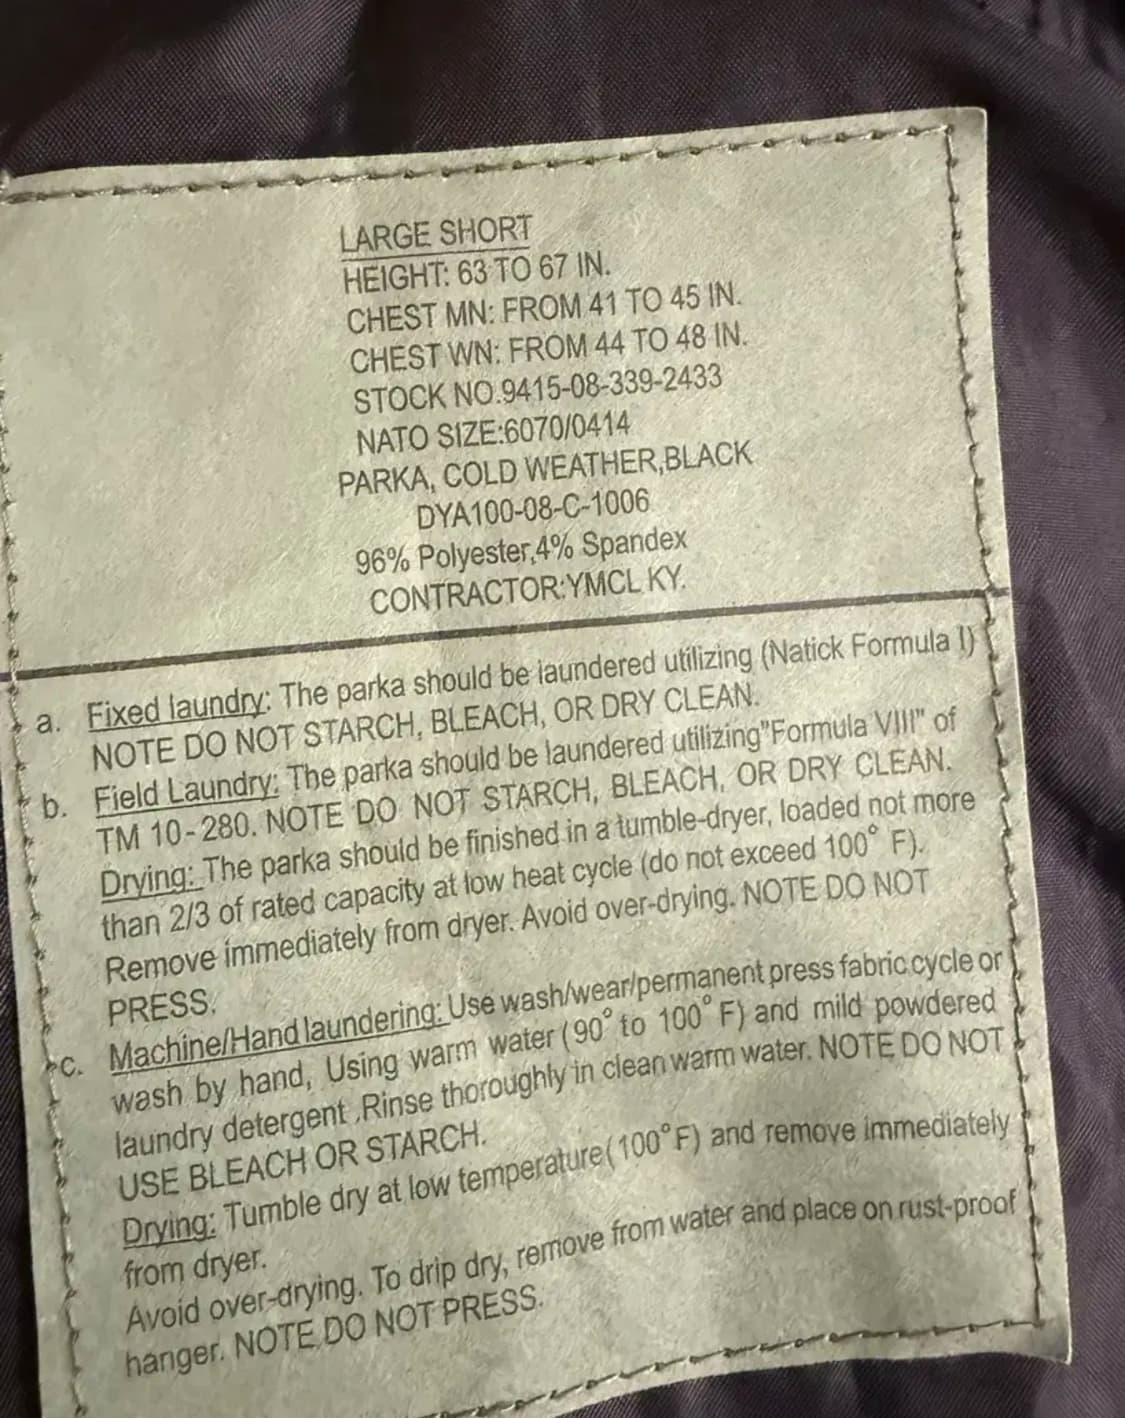 LARGE SHORT
HEIGHT: 63 TO 67 IN.
CHEST MN: FROM 41 TO 45 IN.
CHEST WN: FROM 44 TO 48 IN.
STOCK NO.9415-08-339-2433
NATO SIZE:6070/0414
PARKA, COLD WEATHER,BLACK
DYA100-08-C-1006
96% Polyester,4% Spandex
CONTRACTOR:YMCL KY.
a. Fixed laundry: The parka should be laundered utilizing (Natick Formula I)
NOTE DO NOT STARCH, BLEACH, OR DRY CLEAN.
b. Field Laundry: The parka should be laundered utilizing"Formula VIII" of
TM 10-280. NOTE DO NOT STARCH, BLEACH, OR DRY CLEAN.
Drying: The parka should be finished in a tumble-dryer, loaded not more
than 2/3 of rated capacity at low heat cycle (do not exceed 100° F).
Remove immediately from dryer. Avoid over-drying. NOTE DO NOT
PRESS.
c. Machine/Hand laundering: Use wash/wear/permanent press fabric cycle or
wash by hand, Using warm water (90° to 100° F) and mild powdered
laundry detergent .Rinse thoroughly in clean warm water. NOTE DO NOT
USE BLEACH OR STARCH.
Drying: Tumble dry at low temperature(100°F) and remove immediately
from dryer.
Avoid over-drying. To drip dry, remove from water and place on rust-proof
hanger. NOTE DO NOT PRESS.